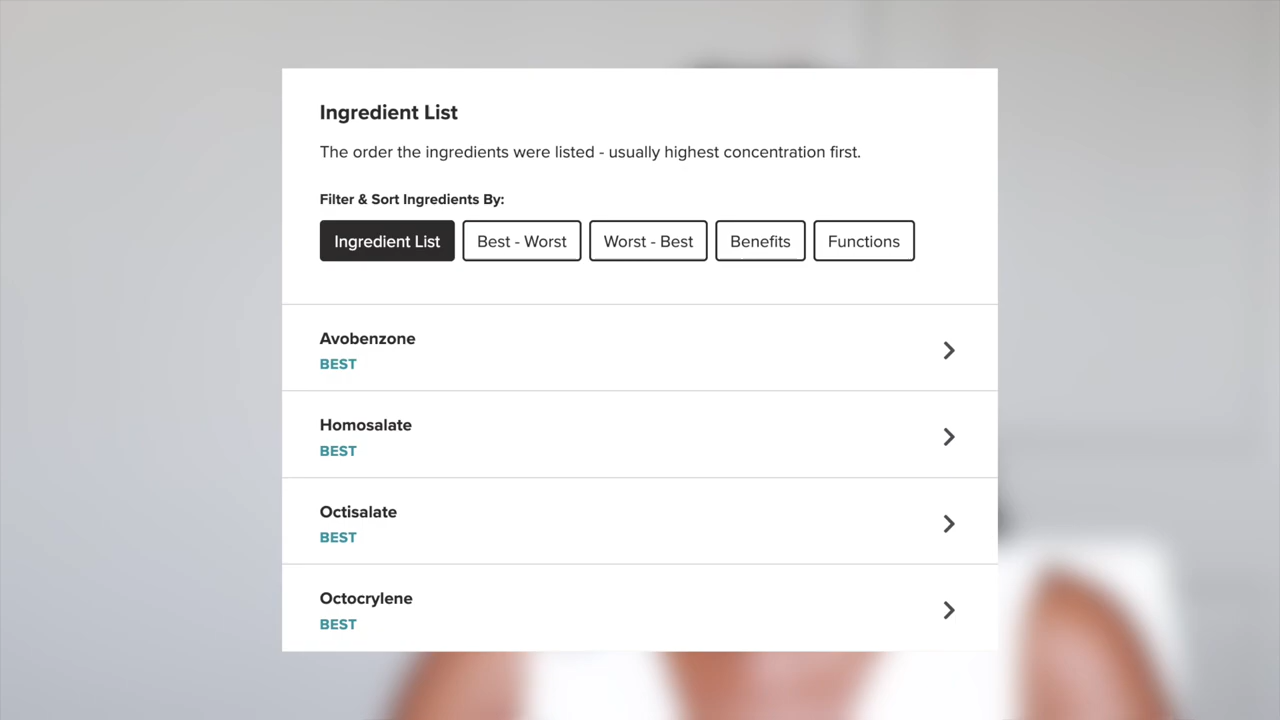 Ingredient List
The order the ingredients were listed - usually highest concentration first.
Filter & Sort Ingredients By:
Ingredient List
Best - Worst
Worst - Best
Benefits
Functions
Avobenzone
BEST
Homosalate
BEST
Octisalate
BEST
Octocrylene
BEST